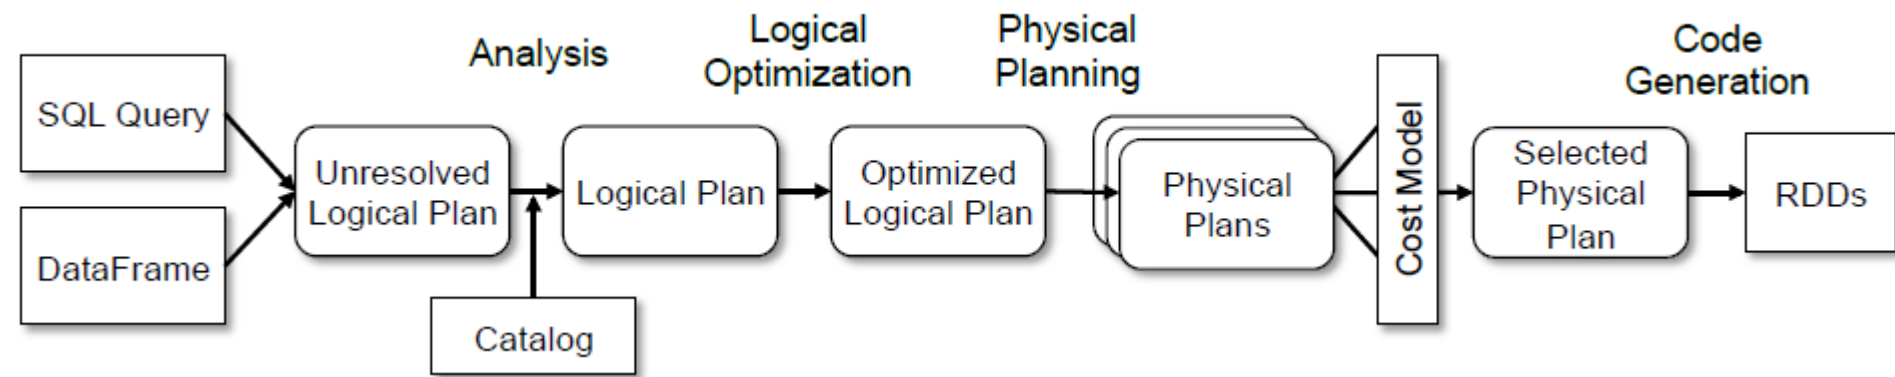 Analysis
Logical
Optimization
Physical
Planning
Code
Generation
SQL Query
DataFrame
Unresolved
Logical Plan
Catalog
Logical Plan
Optimized
Logical Plan
Physical
Plans
Cost Model
Selected
Physical
Plan
RDDs